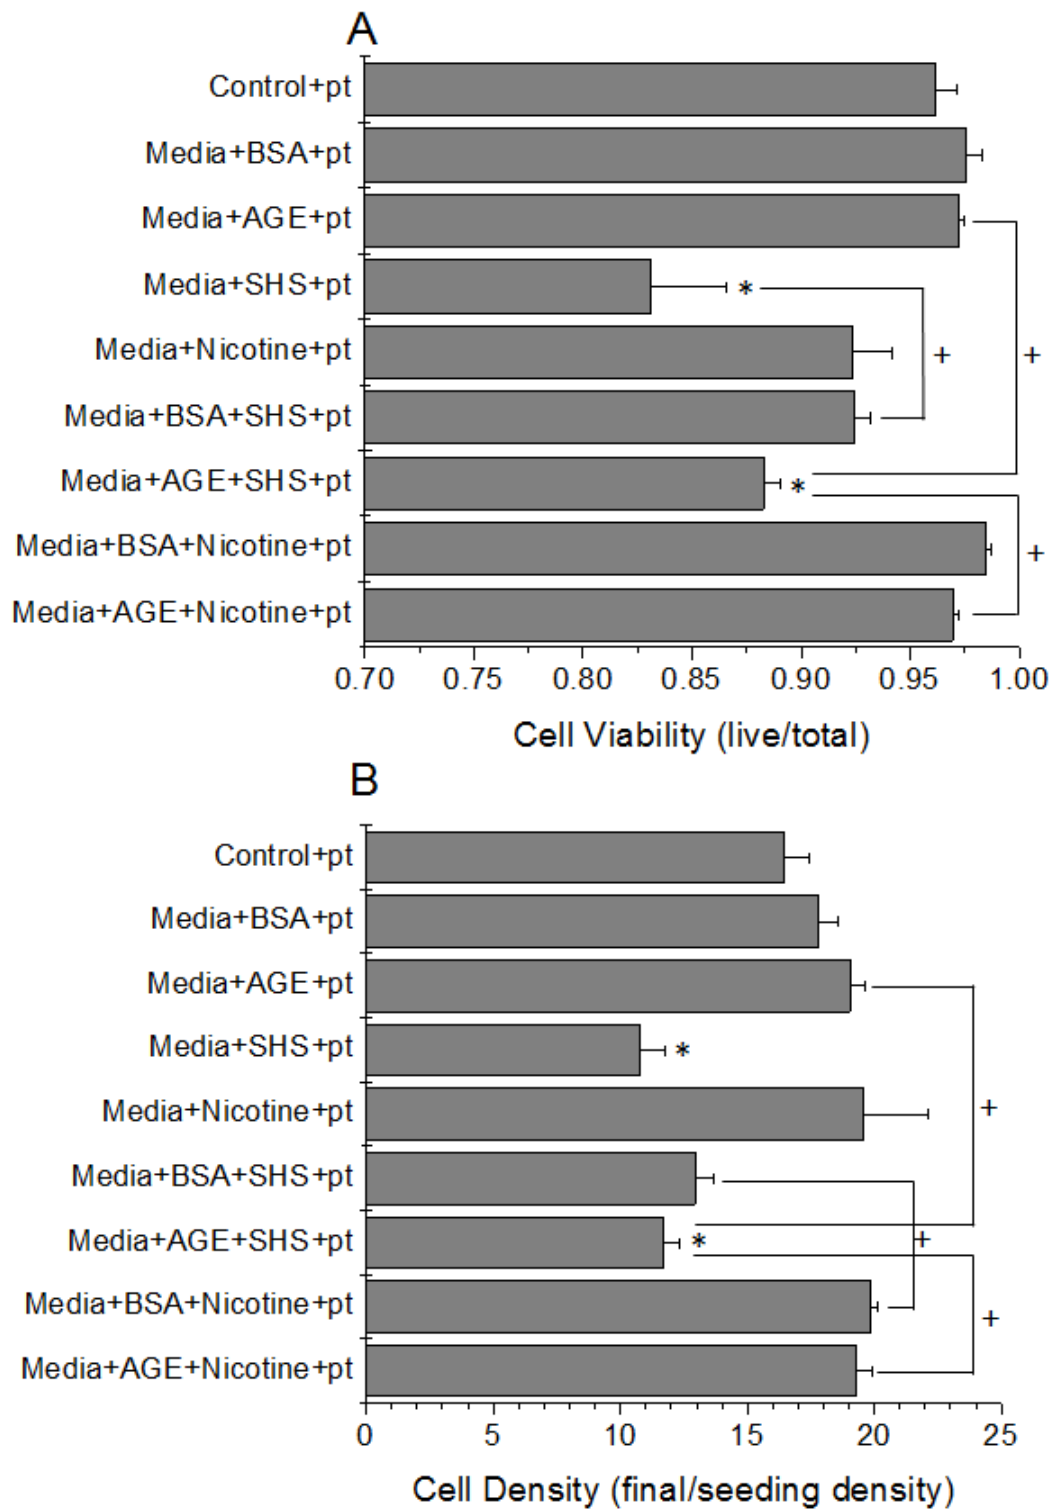 A
Control+pt
Media+BSA+pt
Media+AGE+pt
Media+SHS+pt
*
Media+Nicotine+pt
+
+
Media+BSA+SHS+pt
Media+AGE+SHS+pt
*
Media+BSA+Nicotine+pt
+
Media+AGE+Nicotine+pt
0.70 0.75 0.80 0.85 0.90 0.95 1.00
Cell Viability (live/total)
B
Control+pt
Media+BSA+pt
Media+AGE+pt
Media+SHS+pt
*
Media+Nicotine+pt
+
Media+BSA+SHS+pt
Media+AGE+SHS+pt
*
+
Media+BSA+Nicotine+pt
+
Media+AGE+Nicotine+pt
0 5 10 15 20 25
Cell Density (final/seeding density)